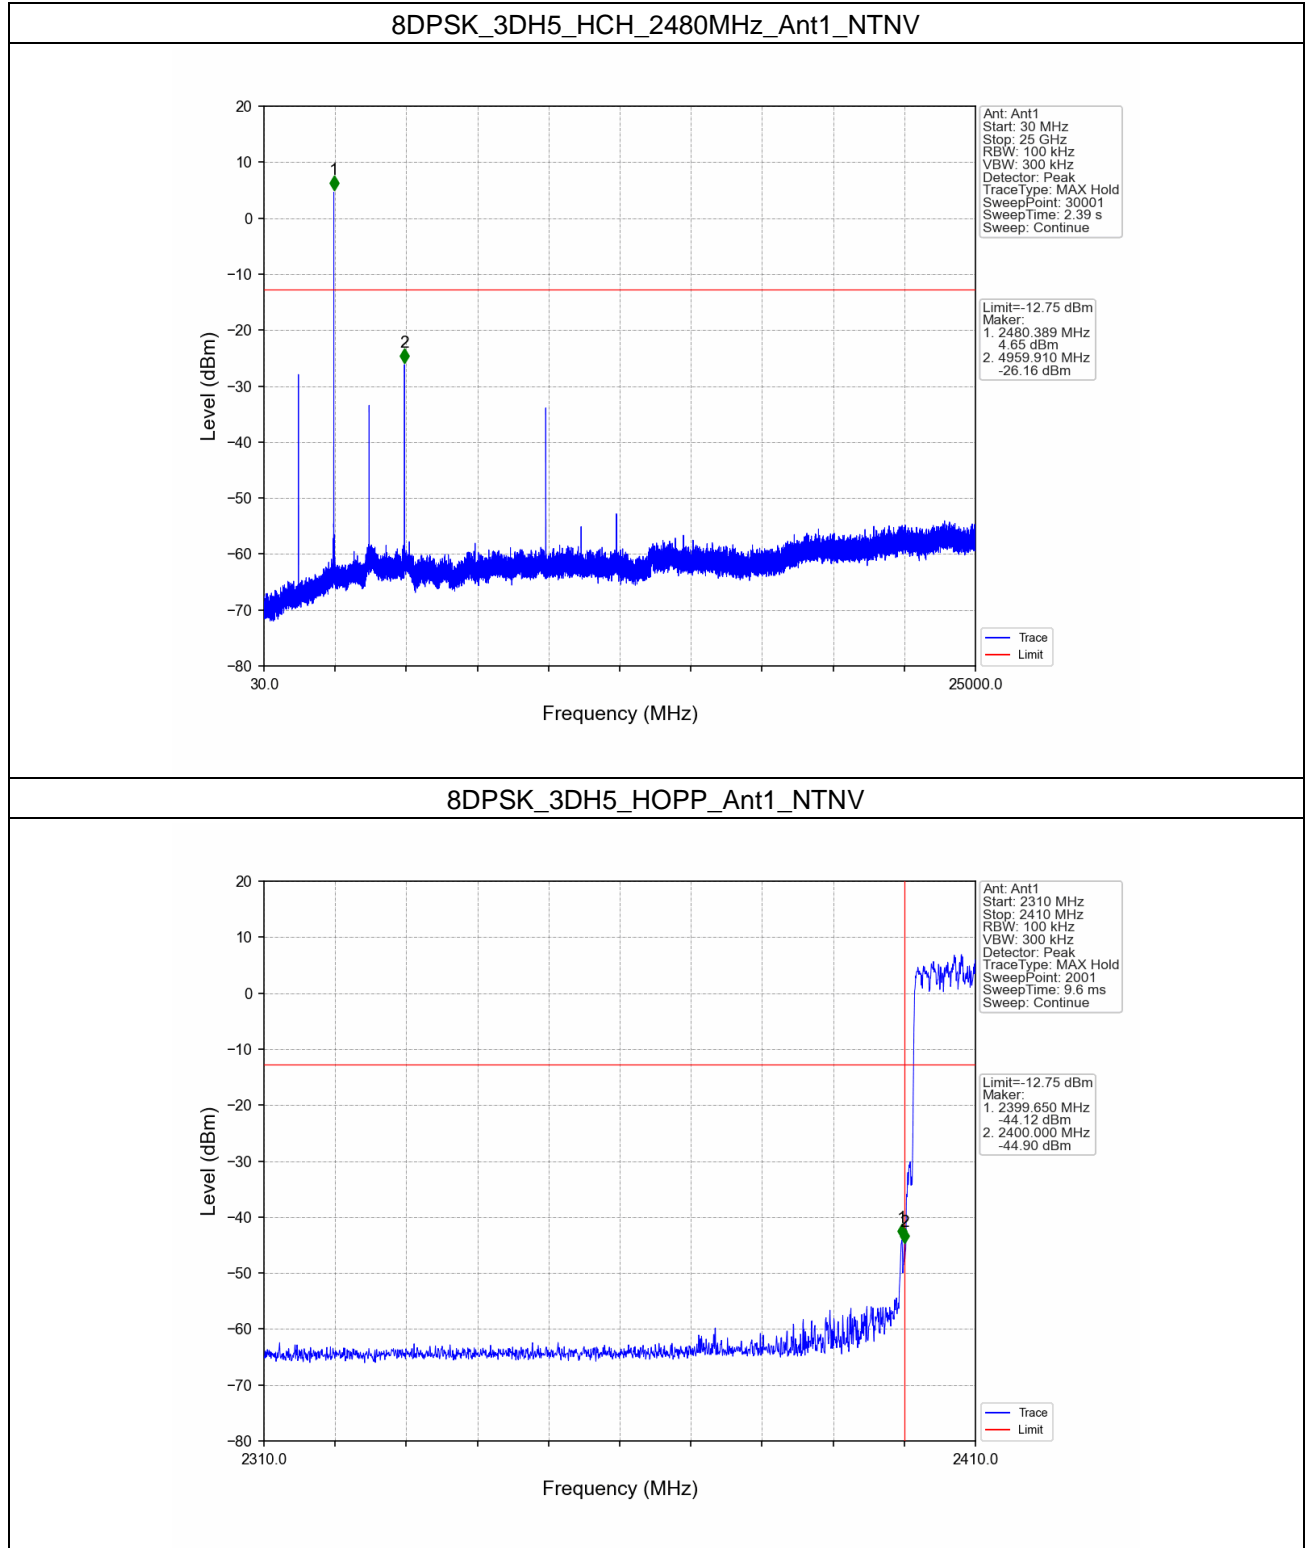 8DPSK_3DH5_HCH_2480MHz_Ant1_NTNV
20
10
0
−10
−20
−30
−40
−50
−60
−70
−80
Level (dBm)
1
2
30.0
25000.0
Frequency (MHz)
Ant: Ant1
Start: 30 MHz
Stop: 25 GHz
RBW: 100 kHz
VBW: 300 kHz
Detector: Peak
TraceType: MAX Hold
SweepPoint: 30001
SweepTime: 2.39 s
Sweep: Continue
Limit=-12.75 dBm
Maker:
1. 2480.389 MHz
4.65 dBm
2. 4959.910 MHz
-26.16 dBm
Trace
Limit
8DPSK_3DH5_HOPP_Ant1_NTNV
20
10
0
−10
−20
−30
−40
−50
−60
−70
−80
Level (dBm)
1
2
2310.0
2410.0
Frequency (MHz)
Ant: Ant1
Start: 2310 MHz
Stop: 2410 MHz
RBW: 100 kHz
VBW: 300 kHz
Detector: Peak
TraceType: MAX Hold
SweepPoint: 2001
SweepTime: 9.6 ms
Sweep: Continue
Limit=-12.75 dBm
Maker:
1. 2399.650 MHz
-44.12 dBm
2. 2400.000 MHz
-44.90 dBm
Trace
Limit